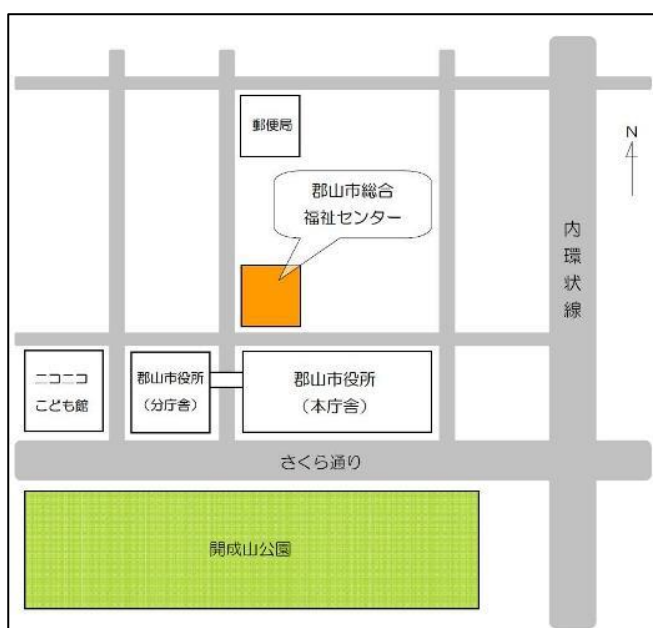 郵便局
N
郡山市総合
福祉センター
内環状線
ニコニコ
こども館
郡山市役所
(分庁舎)
郡山市役所
(本庁舎)
さくら通り
開成山公園